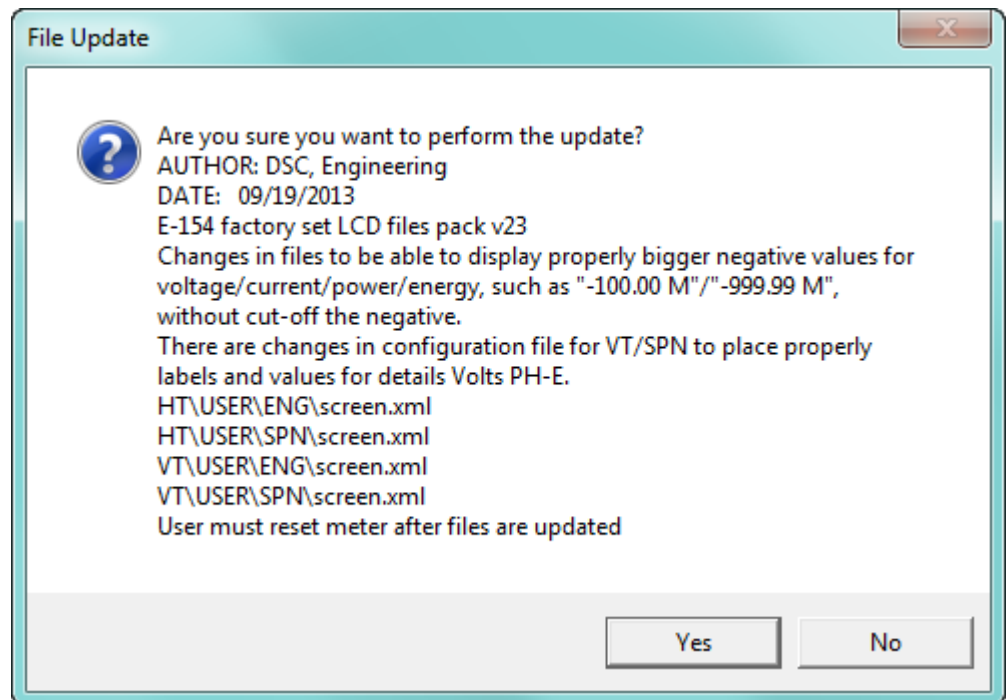 File Update
Are you sure you want to perform the update?
AUTHOR: DSC, Engineering
DATE:   09/19/2013
E-154 factory set LCD files pack v23
Changes in files to be able to display properly bigger negative values for
voltage/current/power/energy, such as "-100.00 M"/"-999.99 M",
without cut-off the negative.
There are changes in configuration file for VT/SPN to place properly
labels and values for details Volts PH-E.
HT\USER\ENG\screen.xml
HT\USER\SPN\screen.xml
VT\USER\ENG\screen.xml
VT\USER\SPN\screen.xml
User must reset meter after files are updated
Yes No